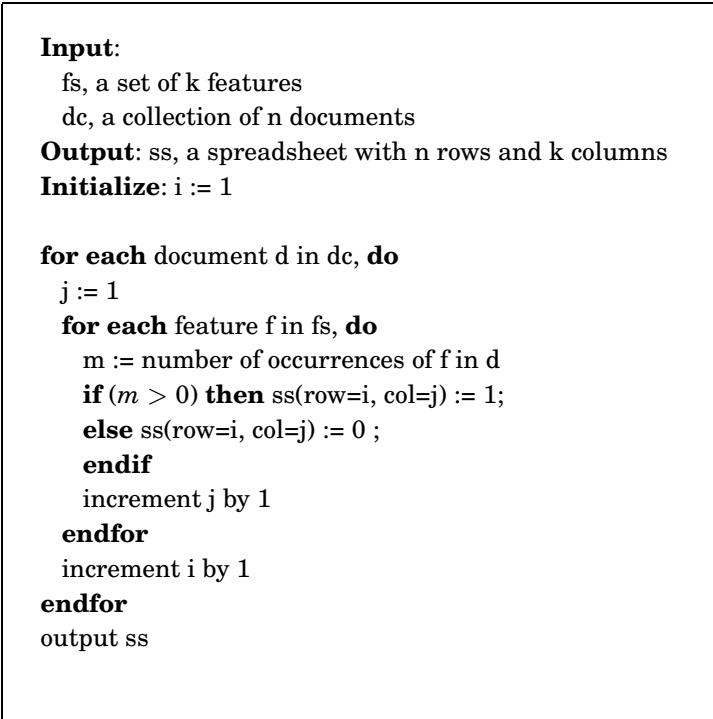 Input:
fs, a set of k features
dc, a collection of n documents
Output: ss, a spreadsheet with n rows and k columns
Initialize: i := 1
for each document d in dc, do
j := 1
for each feature f in fs, do
m := number of occurrences of f in d
if (m > 0) then ss(row=i, col=j) := 1;
else ss(row=i, col=j) := 0 ;
endif
increment j by 1
endfor
increment i by 1
endfor
output ss